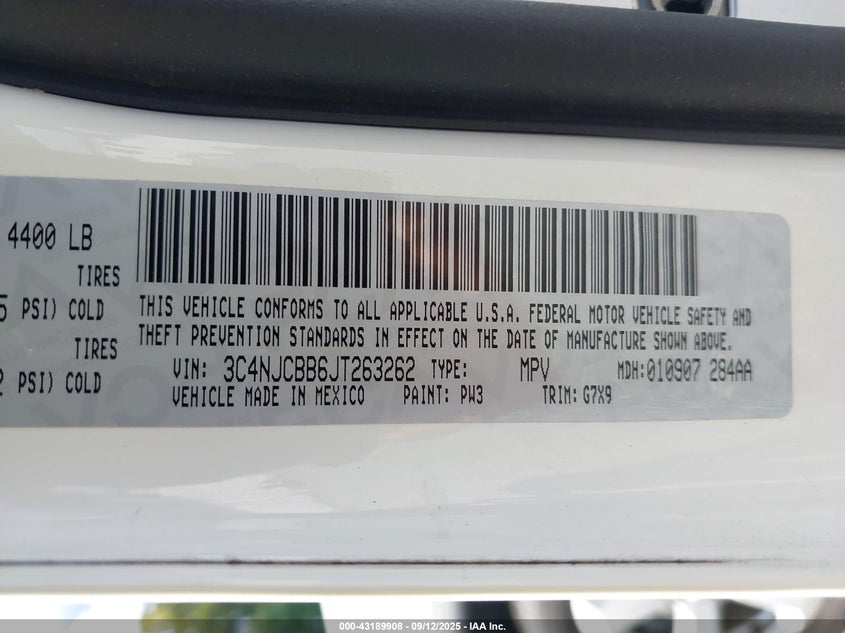 4400 LB
TIRES
PSI) COLD
TIRES
PSI) COLD
THIS VEHICLE CONFORMS TO ALL APPLICABLE U.S.A. FEDERAL MOTOR VEHICLE SAFETY AND
THEFT PREVENTION STANDARDS IN EFFECT ON THE DATE OF MANUFACTURE SHOWN ABOVE.
VIN: 3C4NJCBB6JT263262 TYPE: MPV MDH:010907 284AA
VEHICLE MADE IN MEXICO PAINT: PW3 TRIM: G7X9
000-43189908 - 09/12/2025 - IAA Inc.